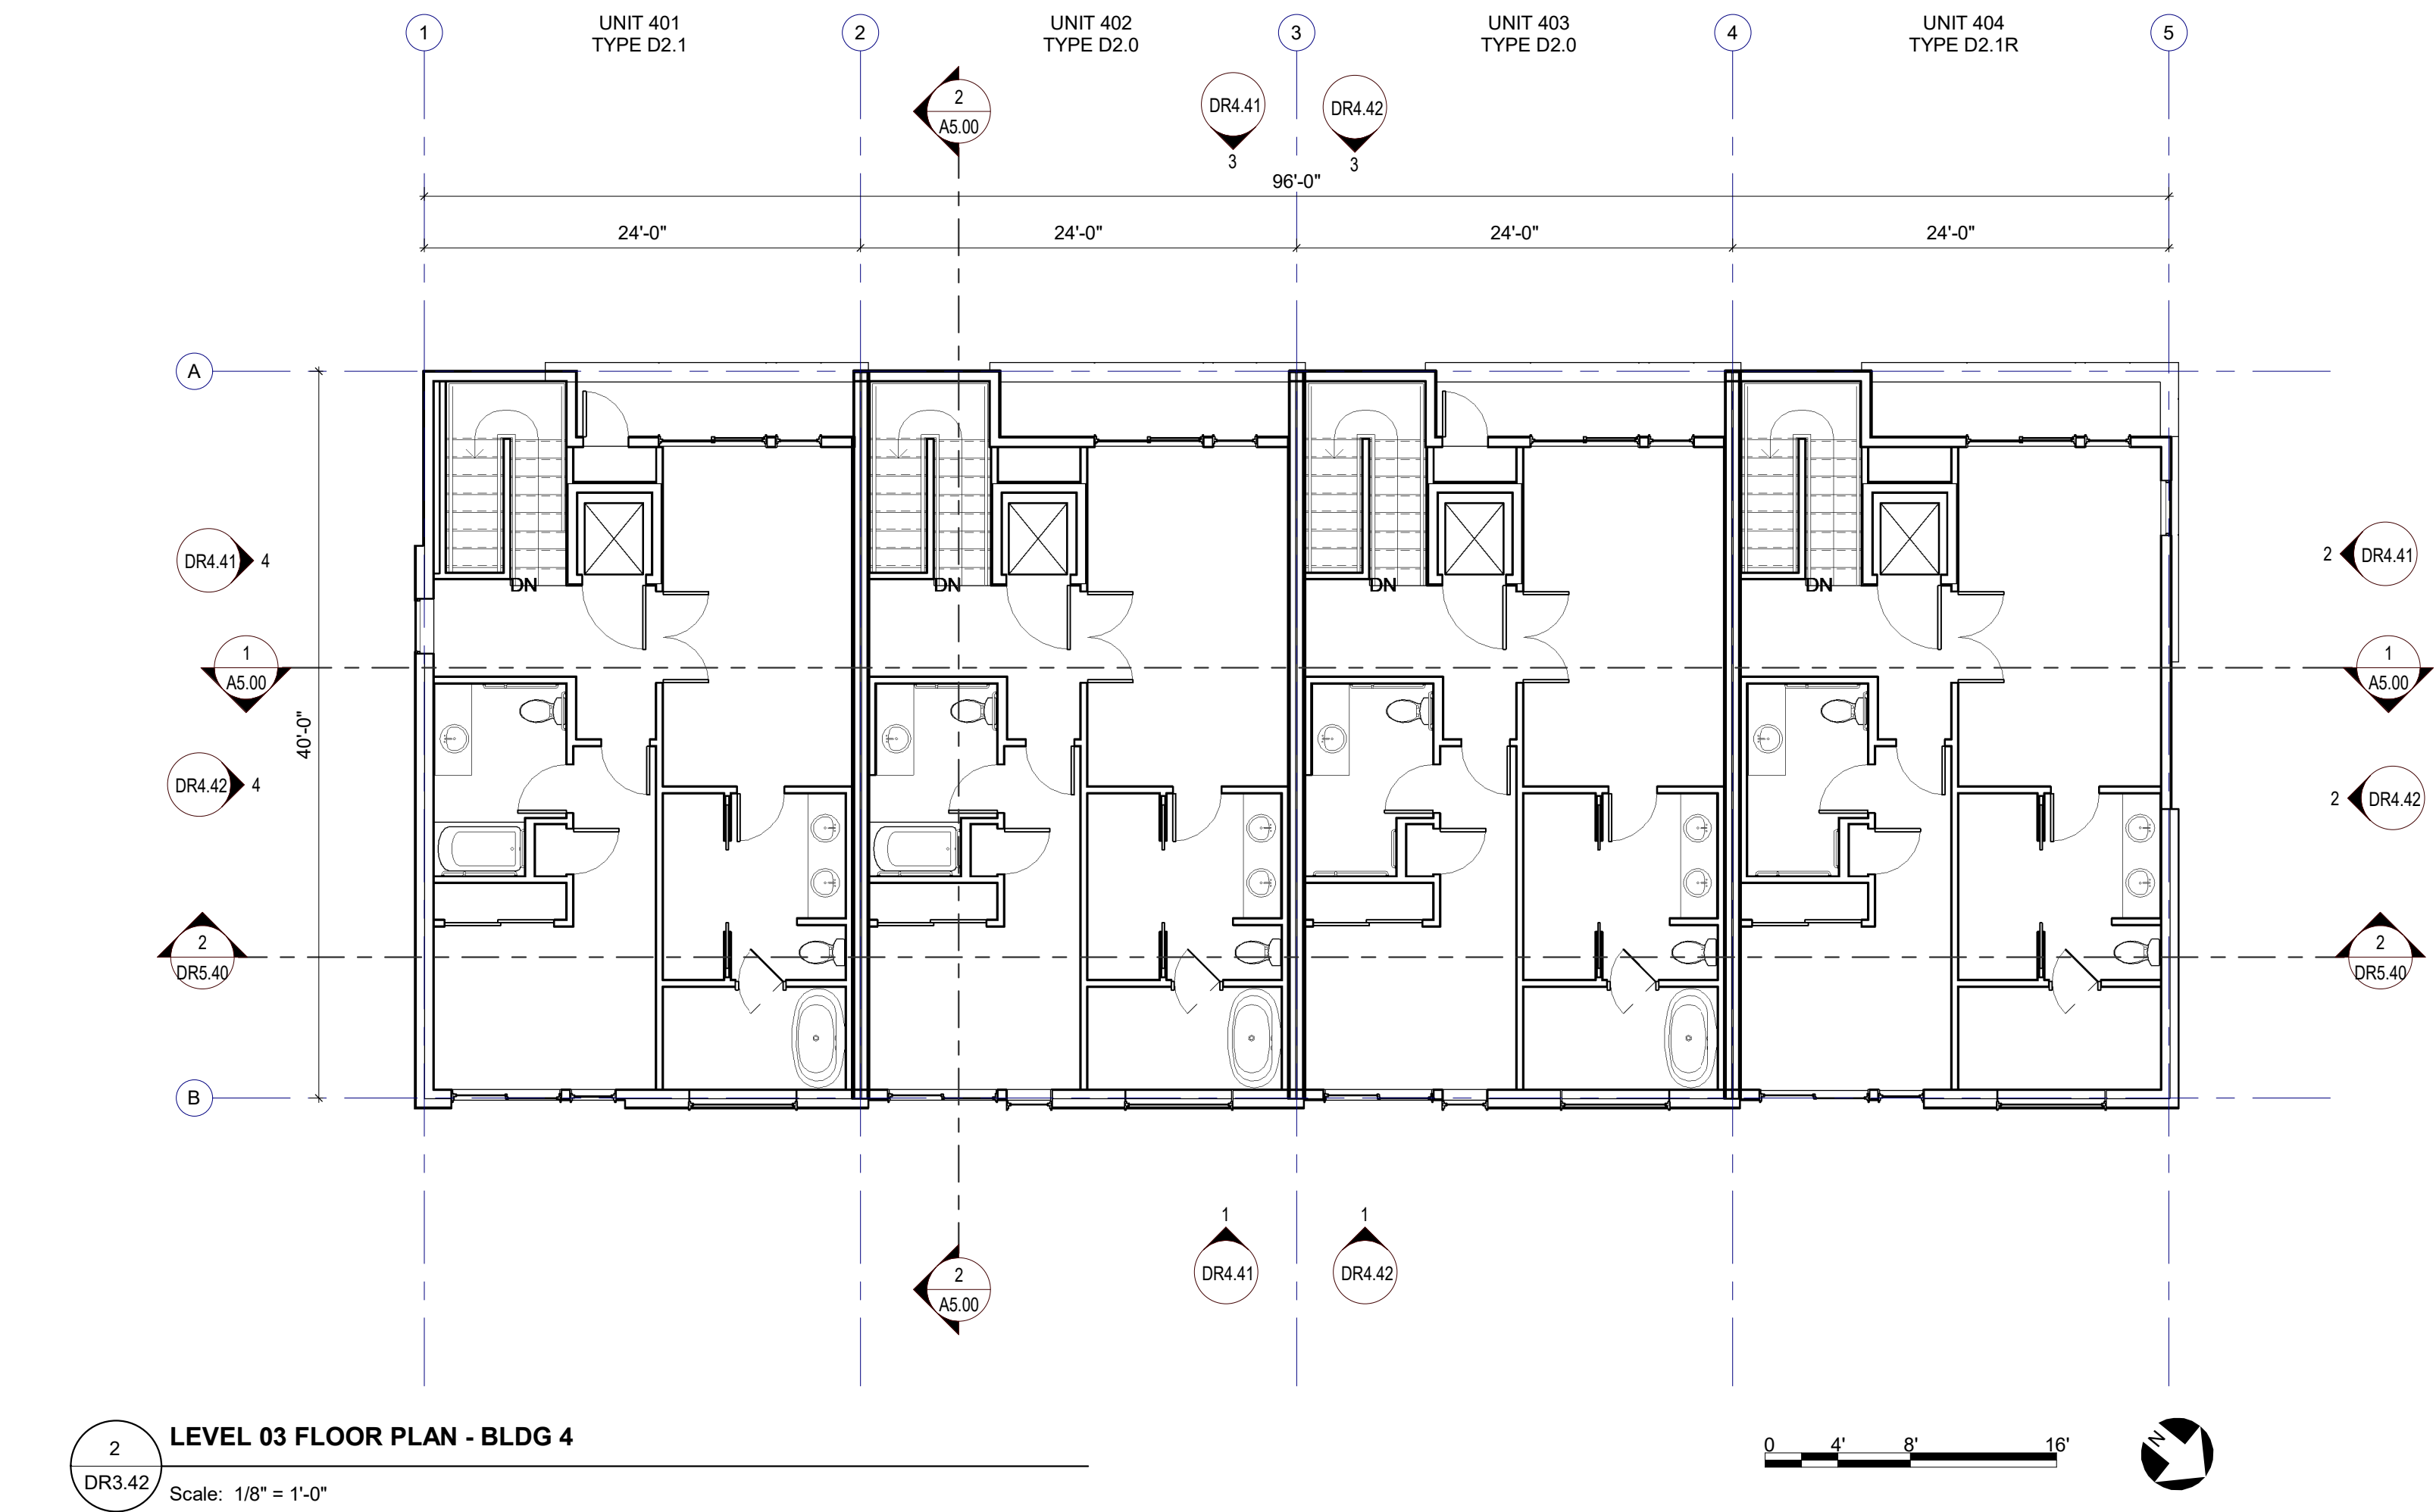 1
UNIT 401
TYPE D2.1
2
UNIT 402
TYPE D2.0
3
UNIT 403
TYPE D2.0
4
UNIT 404
TYPE D2.1R
5
2
A5.00
DR4.41
3
DR4.42
3
96'-0"
24'-0"
24'-0"
24'-0"
24'-0"
A
DR4.41
4
DN
DN
DN
DN
2
DR4.41
1
A5.00
1
A5.00
40'-0"
DR4.42
4
2
DR4.42
2
DR5.40
2
DR5.40
B
1
DR4.41
1
DR4.42
2
A5.00
2
DR3.42
LEVEL 03 FLOOR PLAN - BLDG 4
Scale: 1/8" = 1'-0"
0
4'
8'
16'
N